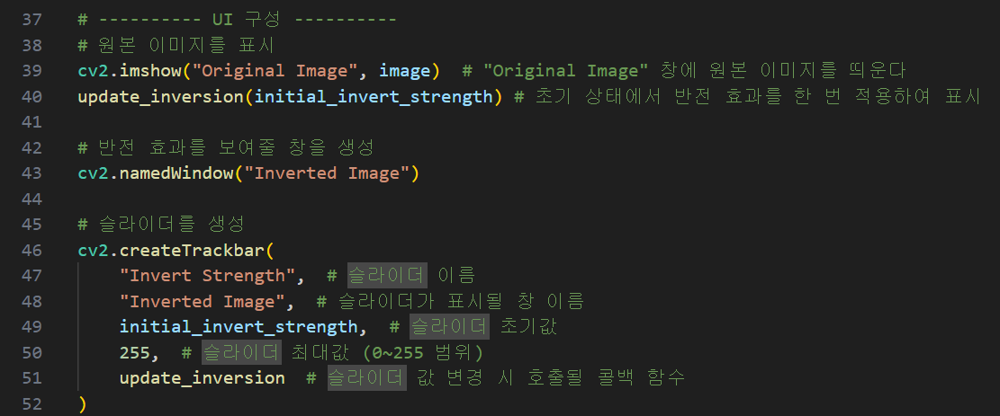 37 # ---------- UI 구성 ----------
38 # 원본 이미지를 표시
39 cv2.imshow("Original Image", image)  # "Original Image" 창에 원본 이미지를 띄운다
40 update_inversion(initial_invert_strength) # 초기 상태에서 반전 효과를 한 번 적용하여 표시
41
42 # 반전 효과를 보여줄 창을 생성
43 cv2.namedWindow("Inverted Image")
44
45 # 슬라이더를 생성
46 cv2.createTrackbar(
47     "Invert Strength",  # 슬라이더 이름
48     "Inverted Image",  # 슬라이더가 표시될 창 이름
49     initial_invert_strength,  # 슬라이더 초기값
50     255,  # 슬라이더 최대값 (0~255 범위)
51     update_inversion  # 슬라이더 값 변경 시 호출될 콜백 함수
52 )